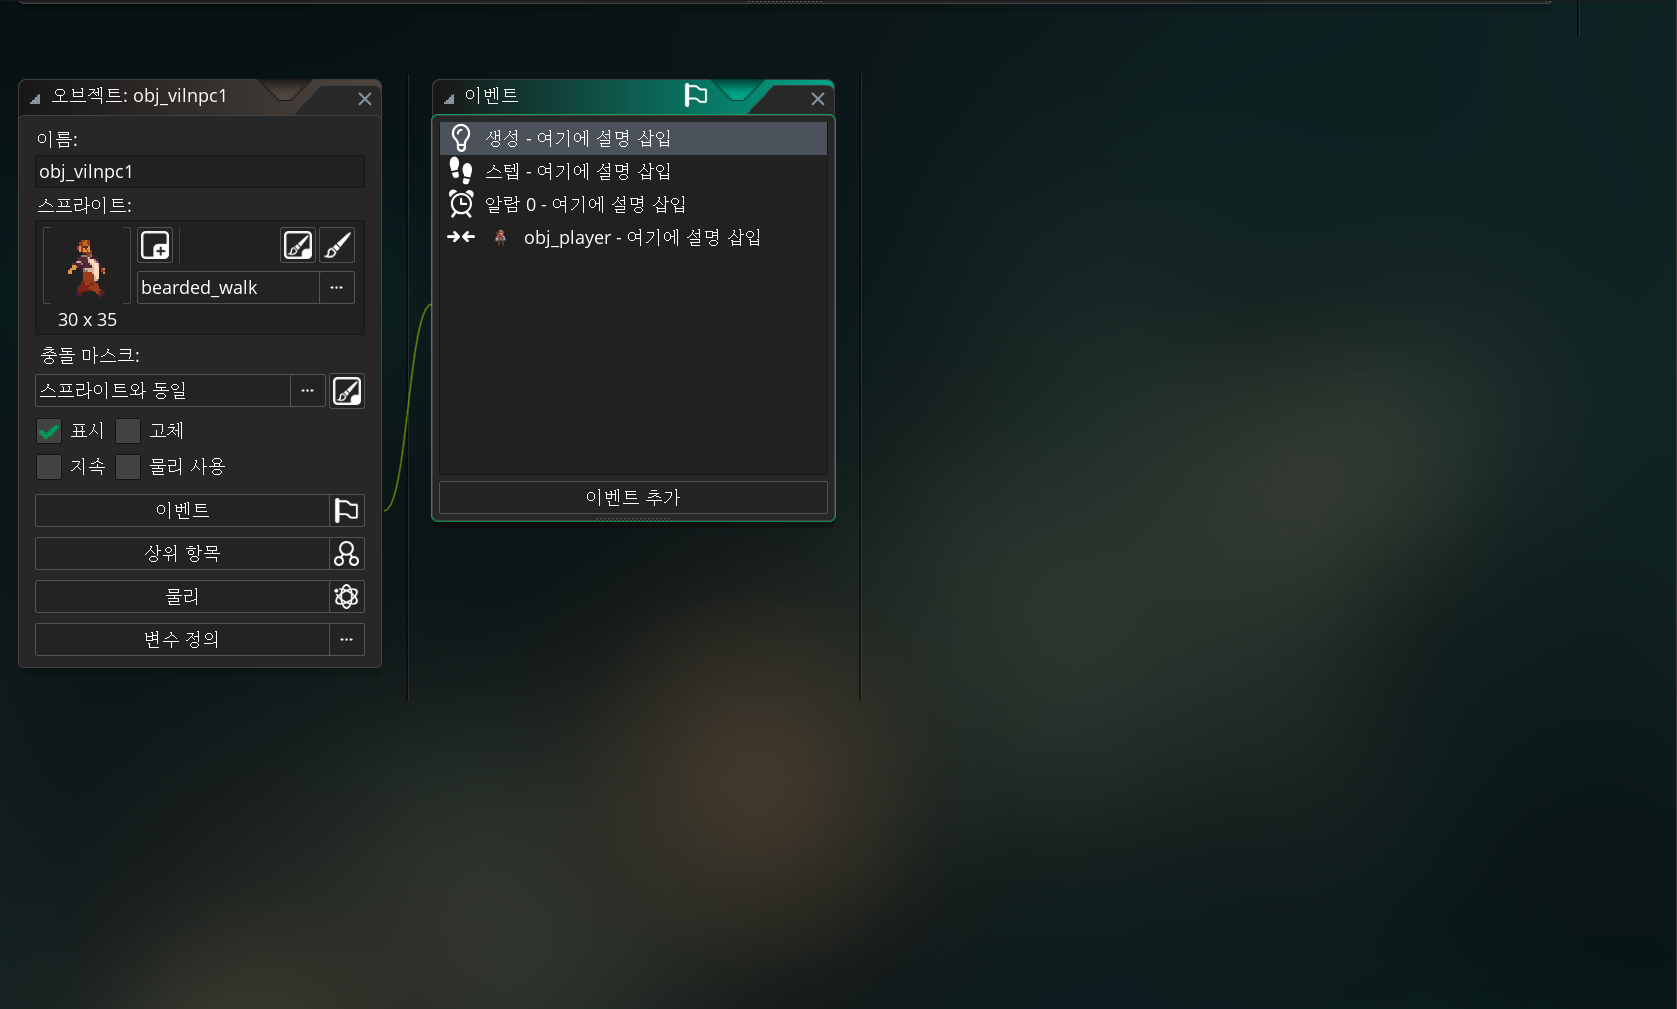 오브젝트: obj_vilnpc1
이름:
obj_vilnpc1
스프라이트:
bearded_walk
...
30 x 35
충돌 마스크:
스프라이트와 동일
...
표시
고체
지속
물리 사용
이벤트
상위 항목
물리
변수 정의
...
이벤트
생성 - 여기에 설명 삽입
스텝 - 여기에 설명 삽입
알람 0 - 여기에 설명 삽입
obj_player - 여기에 설명 삽입
이벤트 추가